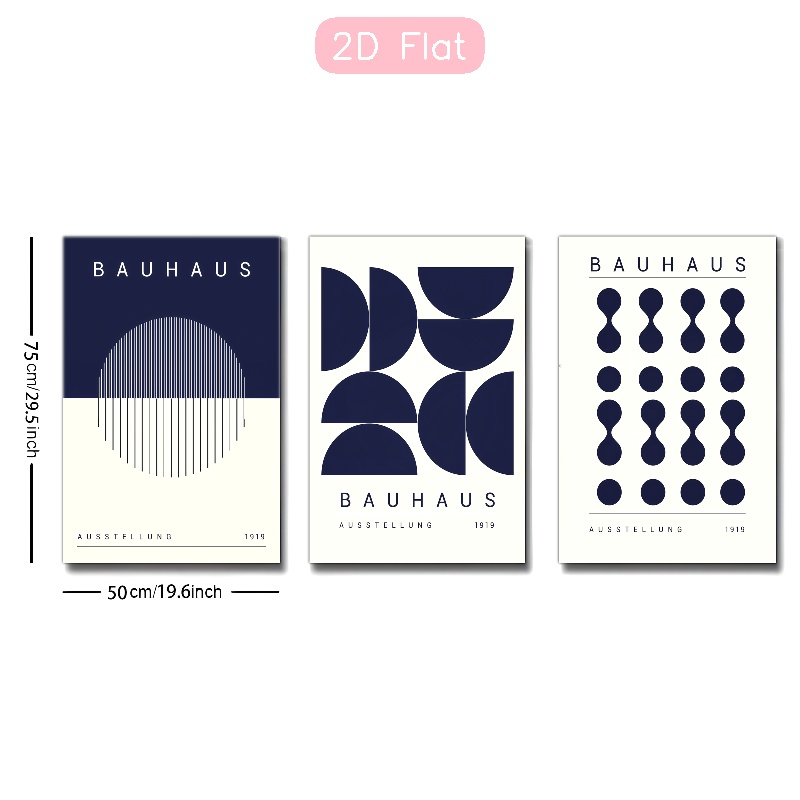 2D Flat
BAUHAUS
AUSSTELLUNG 1919
BAUHAUS
AUSSTELLUNG 1919
BAUHAUS
AUSSTELLUNG 1919
75cm/29.5inch
50cm/19.6inch